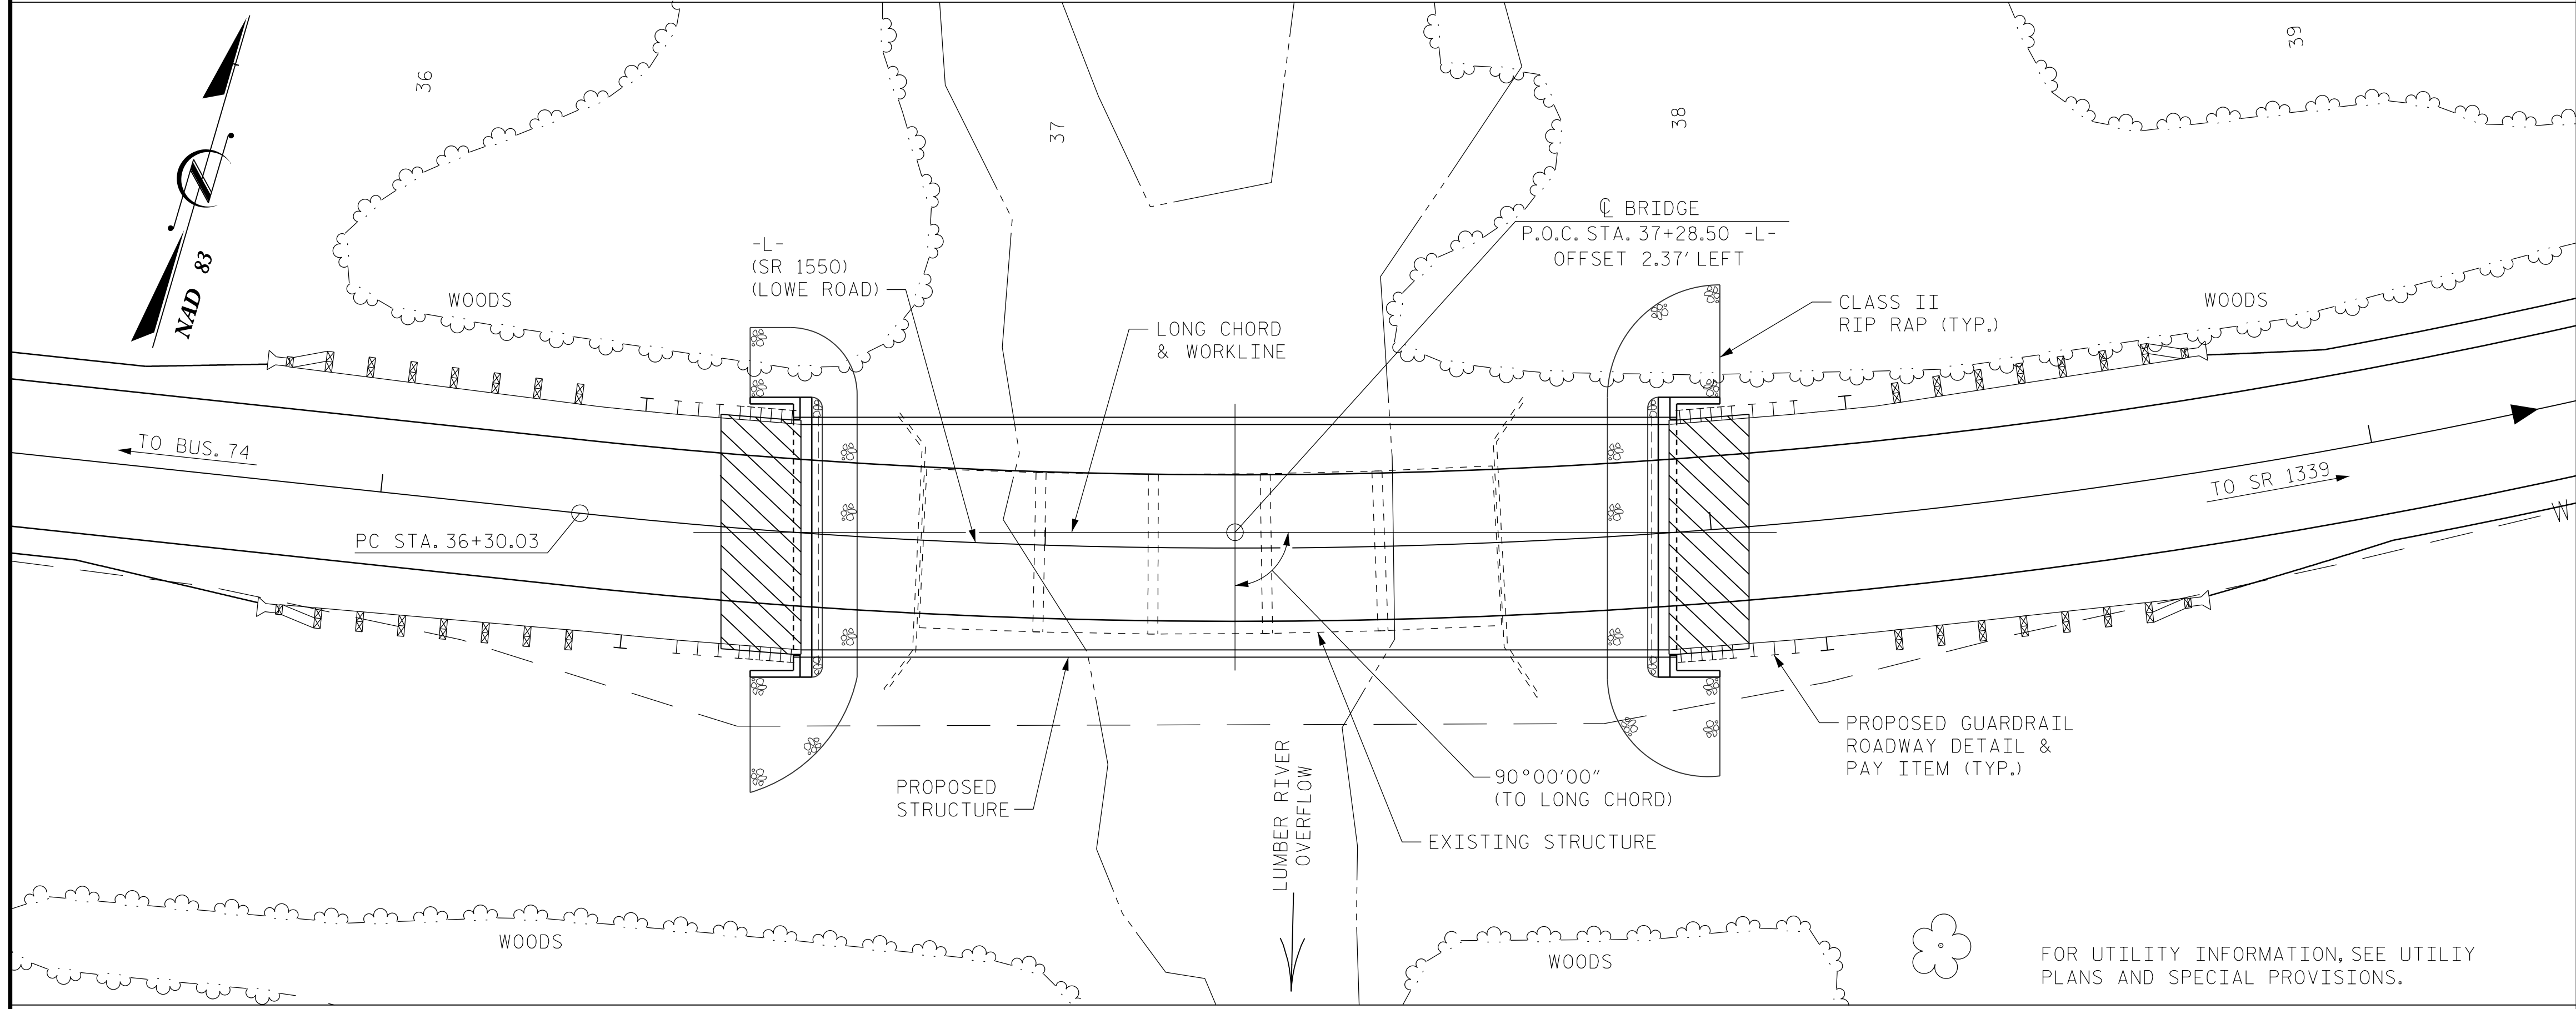 36
37
38
39
NAD 83
WOODS
-L-
(SR 1550)
(LOWE ROAD)
LONG CHORD
& WORKLINE
℄ BRIDGE
P.O.C. STA. 37+28.50 -L-
OFFSET 2.37' LEFT
CLASS II
RIP RAP (TYP.)
WOODS
TO BUS. 74
PC STA. 36+30.03
TO SR 1339
W
PROPOSED
STRUCTURE
LUMBER RIVER
OVERFLOW
90°00'00"
(TO LONG CHORD)
EXISTING STRUCTURE
PROPOSED GUARDRAIL
ROADWAY DETAIL &
PAY ITEM (TYP.)
WOODS
WOODS
FOR UTILITY INFORMATION, SEE UTILIY
PLANS AND SPECIAL PROVISIONS.